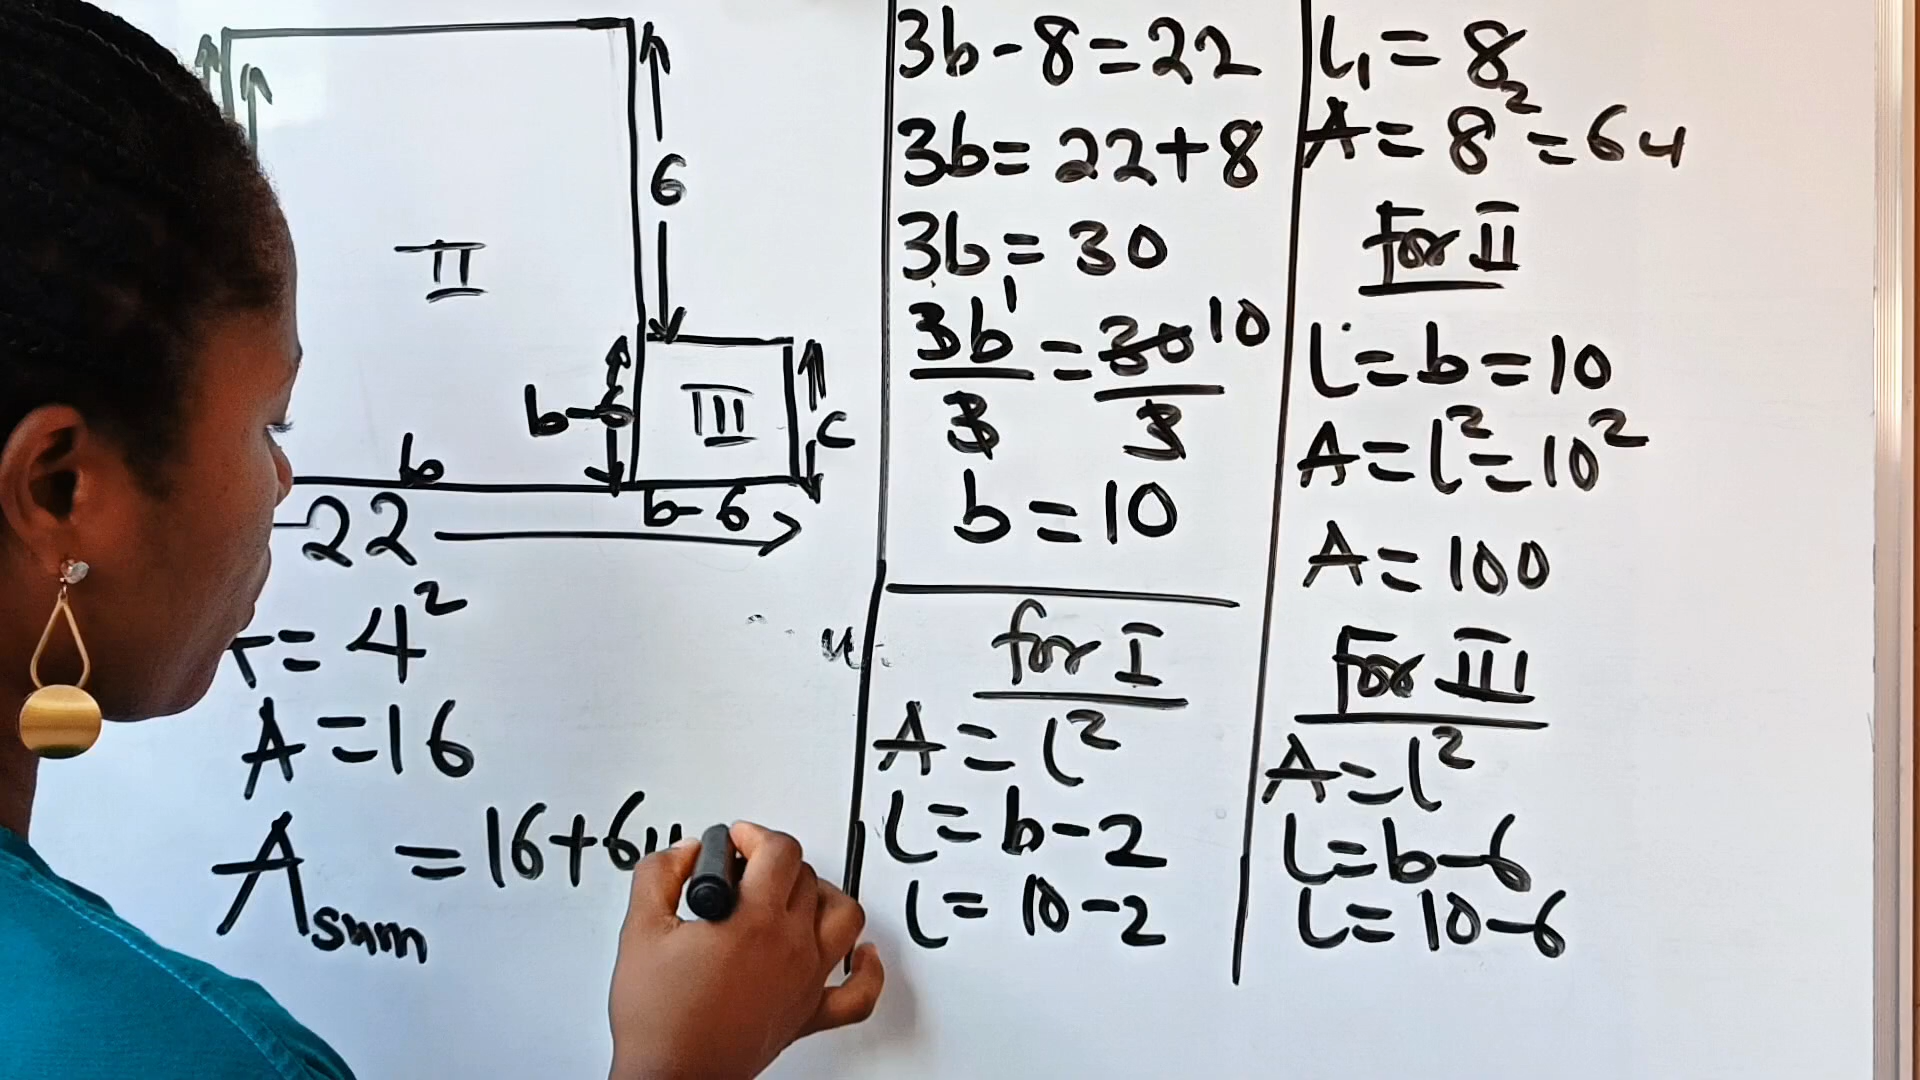 6
II
III
b-6
c
b
b-6
22
= 4²
A = 16
A sum = 16+64
3b-8=22
3b=22+8
3b=30
3b/3 = 30/3 1 10
b=10
for I
A=l²
l=b-2
l=10-2
L₁=8
A=8²=64
for II
l=b=10
A=l²=10²
A=100
For III
A=l²
l=b-6
l=10-6